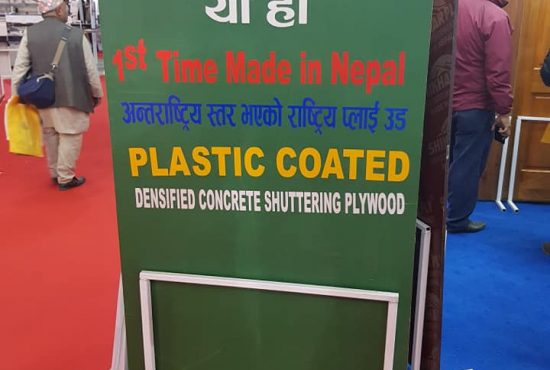 यो हो
1st Time Made in Nepal
अन्तराष्ट्रिय स्तर भएको राष्ट्रिय प्लाई उड
PLASTIC COATED
DENSIFIED CONCRETE SHUTTERING PLYWOOD